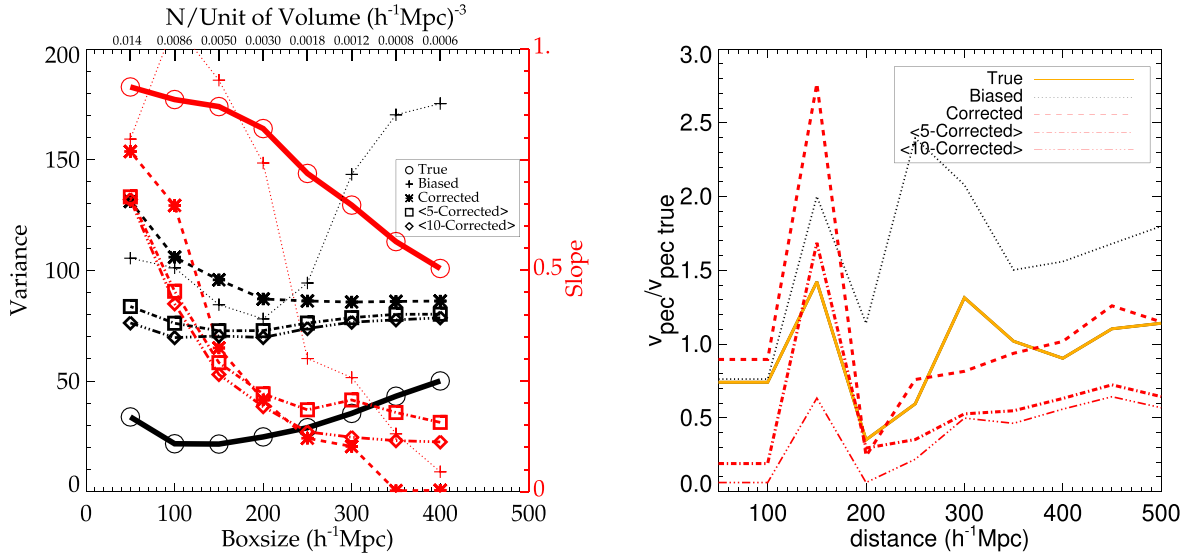 N/Unit of Volume (h⁻¹Mpc)⁻³
0.014 0.0086 0.0050 0.0030 0.0018 0.0012 0.0008 0.0006
200
150
100
50
0
Variance
1.
0.5
0
Slope
True
Biased
Corrected
<5-Corrected>
<10-Corrected>
0 100 200 300 400 500
Boxsize (h⁻¹Mpc)
3.0
2.5
2.0
1.5
1.0
0.5
0.0
v_pec/v_pec true
True
Biased
Corrected
<5-Corrected>
<10-Corrected>
100 200 300 400 500
distance (h⁻¹Mpc)